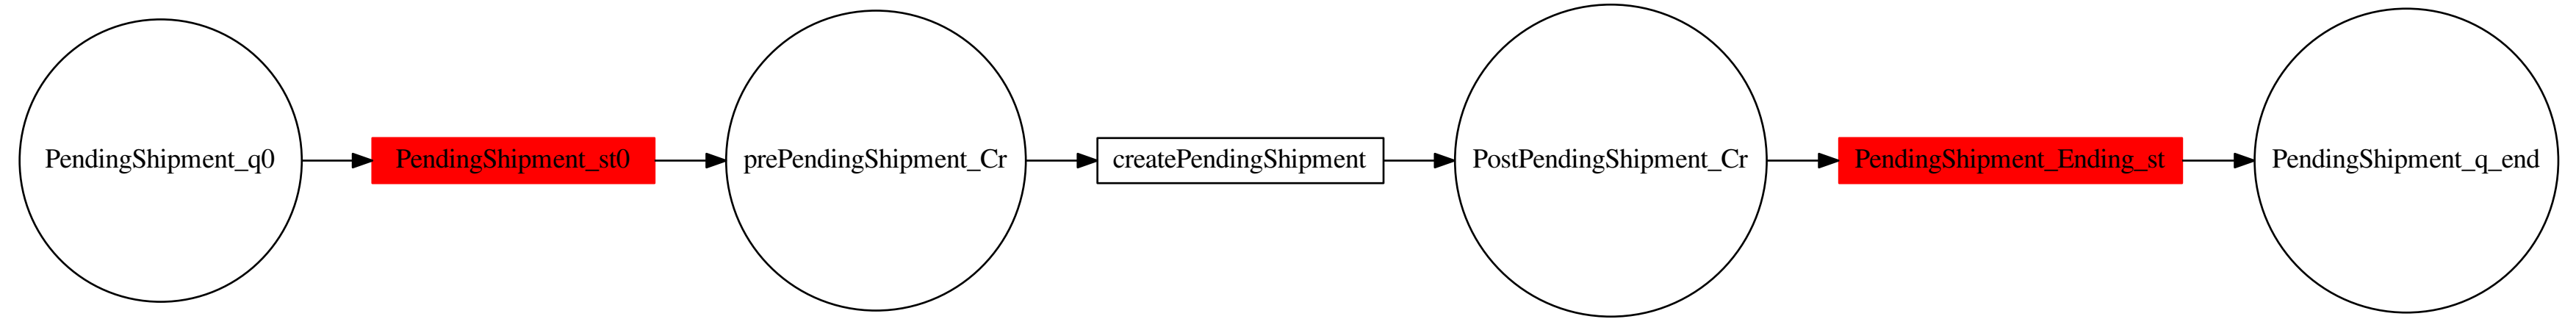 PendingShipment_q0
PendingShipment_st0
prePendingShipment_Cr
createPendingShipment
PostPendingShipment_Cr
PendingShipment_Ending_st
PendingShipment_q_end